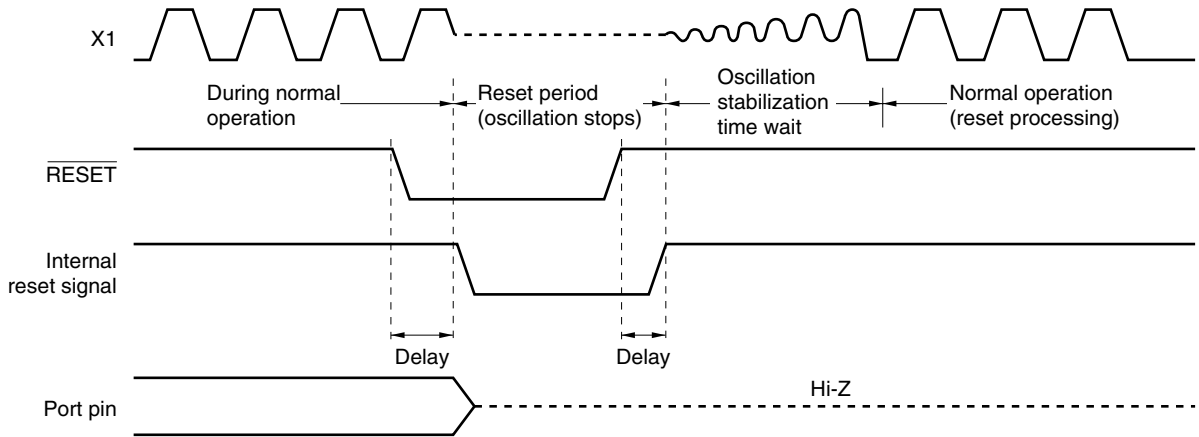 X1
During normal
operation
Reset period
(oscillation stops)
Oscillation
stabilization
time wait
Normal operation
(reset processing)
RESET
Internal
reset signal
Delay
Delay
Hi-Z
Port pin